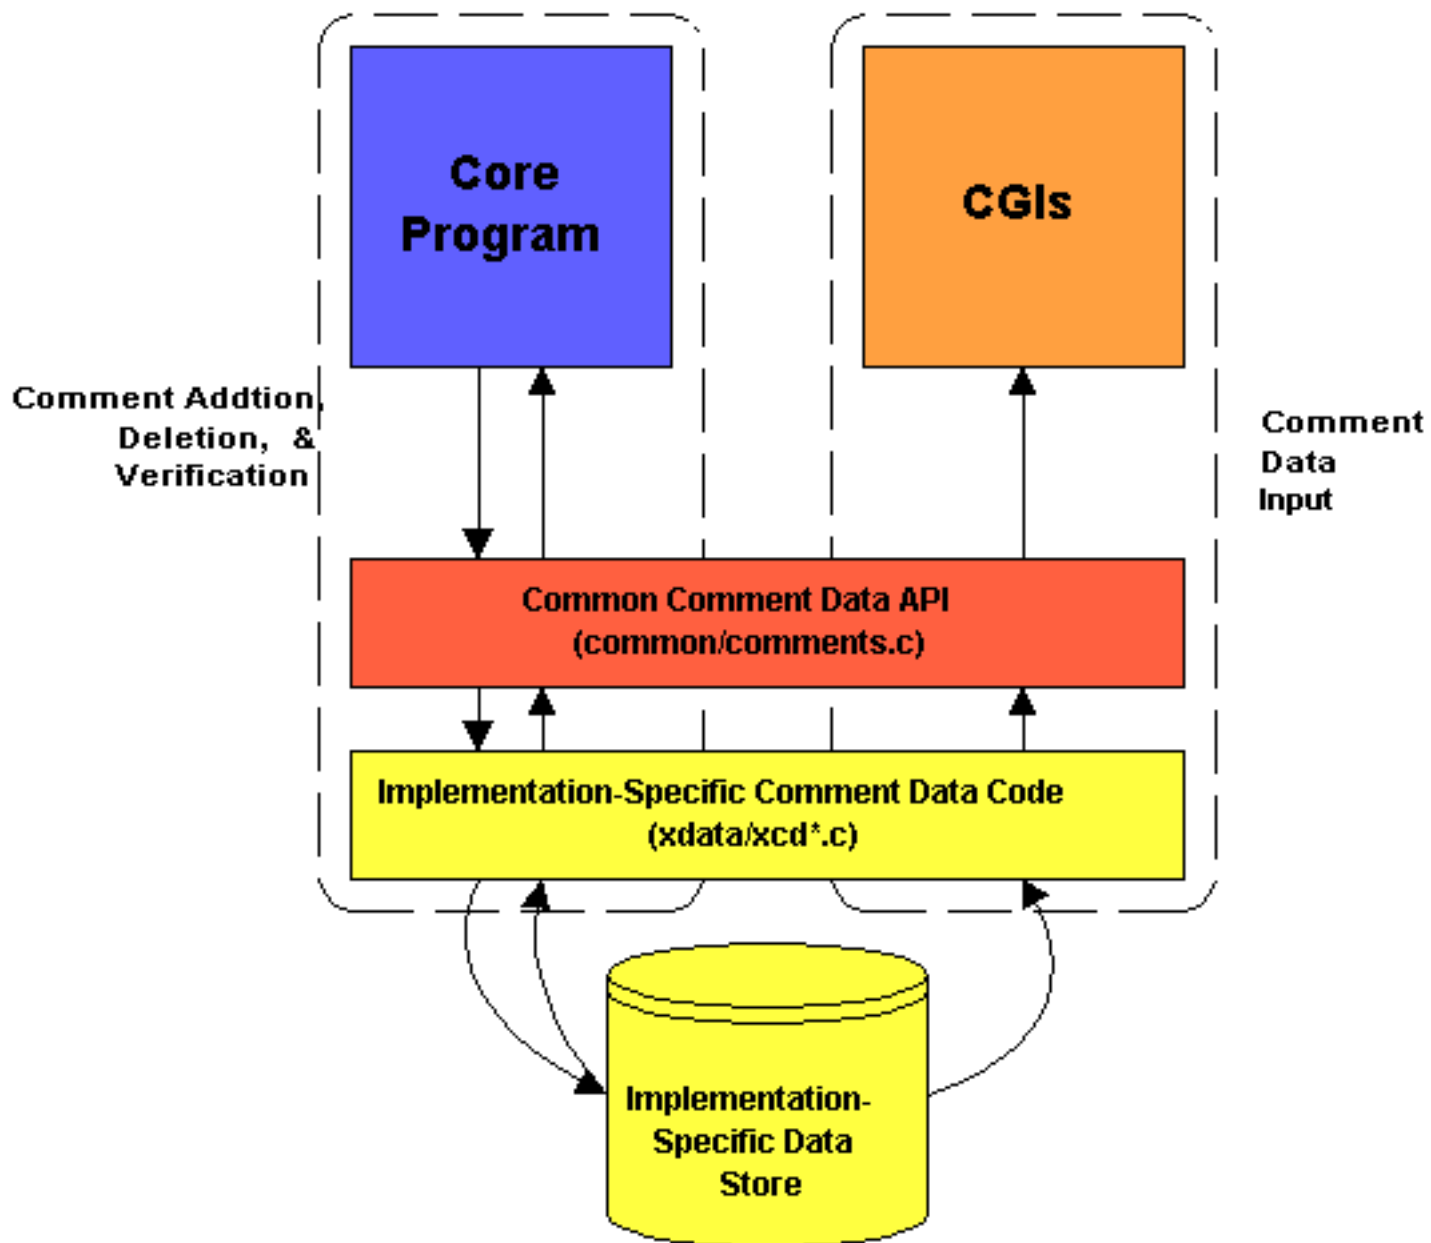 Core
Program
CGIs
Comment Addtion,
Deletion, &
Verification
Comment
Data
Input
Common Comment Data API
(common/comments.c)
Implementation-Specific Comment Data Code
(xdata/xcd*.c)
Implementation-
Specific Data
Store